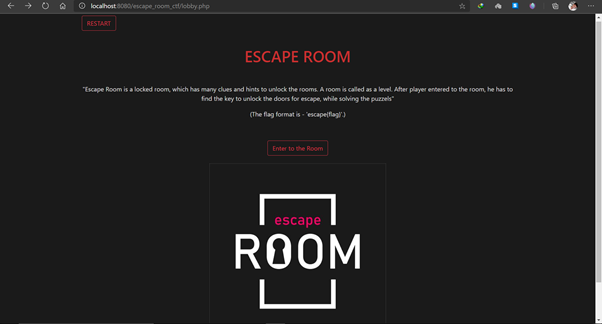 localhost:8080/escape_room_ctf/lobby.php
RESTART
ESCAPE ROOM
"Escape Room is a locked room, which has many clues and hints to unlock the rooms. A room is called as a level. After player entered to the room, he has to
find the key to unlock the doors for escape, while solving the puzzels"
(The flag format is - 'escape{flag}'.)
Enter to the Room
escape
ROOM